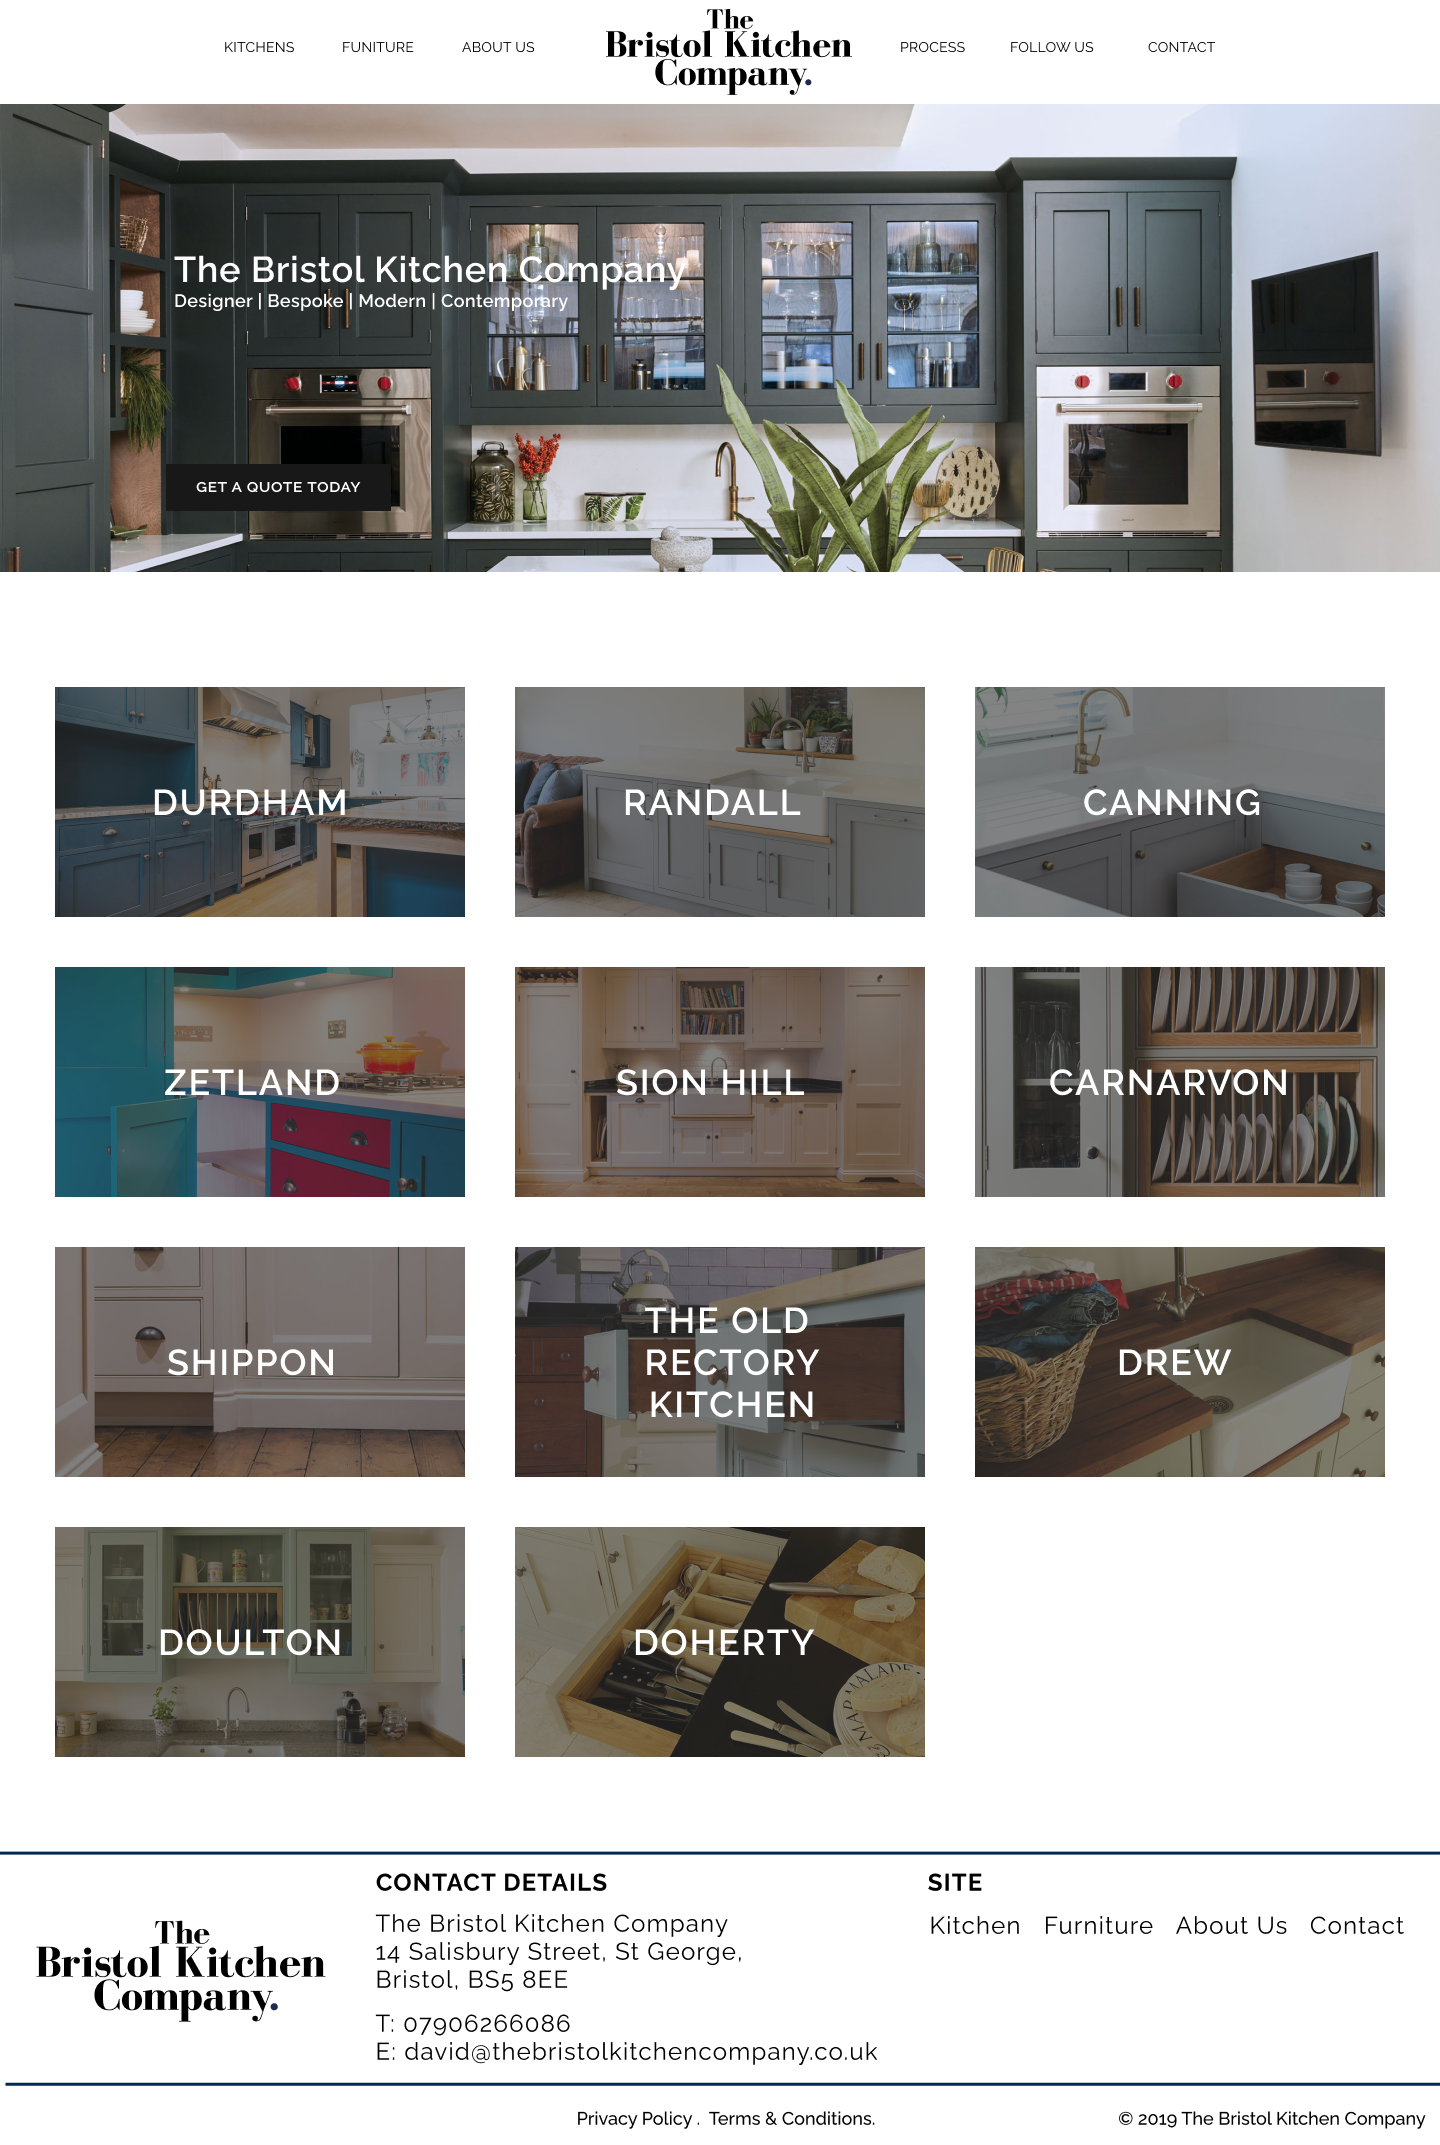 KITCHENS
FUNITURE
ABOUT US
The
Bristol Kitchen
Company.
PROCESS
FOLLOW US
CONTACT
The Bristol Kitchen Company
Designer | Bespoke | Modern | Contemporary
GET A QUOTE TODAY
DURDHAM
RANDALL
CANNING
ZETLAND
SION HILL
CARNARVON
SHIPPON
THE OLD
RECTORY
KITCHEN
DREW
DOULTON
DOHERTY
MARMALADE
The
Bristol Kitchen
Company.
CONTACT DETAILS
The Bristol Kitchen Company
14 Salisbury Street, St George,
Bristol, BS5 8EE
T: 07906266086
E: david@thebristolkitchencompany.co.uk
SITE
Kitchen Furniture About Us Contact
Privacy Policy . Terms & Conditions.
© 2019 The Bristol Kitchen Company